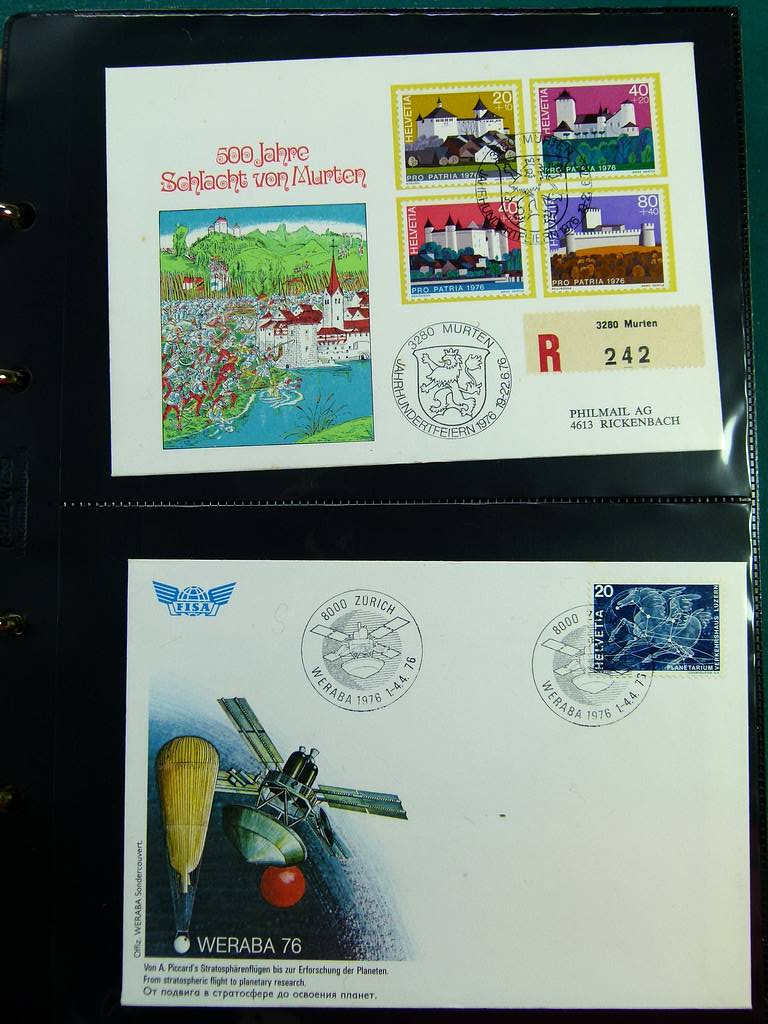 500 Jahre
Schlacht von Murten
HELVETIA
20
+10
PRO PATRIA 1976
40
+20
PRO PATRIA 1976
HELVETIA
40
PRO PATRIA 1976
80
+40
PRO PATRIA 1976
MURTEN
3280 MURTEN
JAHRHUNDERTFEIERN 1976 19-22.6.76
R
3280 Murten
242
PHILMAIL AG
4613 RICKENBACH
FISA
8000 ZÜRICH
WERABA 1976 1-4.4.76
8000
WERABA 1976 1-4.4.
20
HELVETIA
PLANETARIUM
VERKEHRSHAUS LUZERN
Offiz. WERABA Sondercouvert.
WERABA 76
Von A. Piccard's Stratosphärenflügen bis zur Erforschung der Planeten.
From stratospheric flight to planetary research.
От подвига в стратосфере до освоения планет.